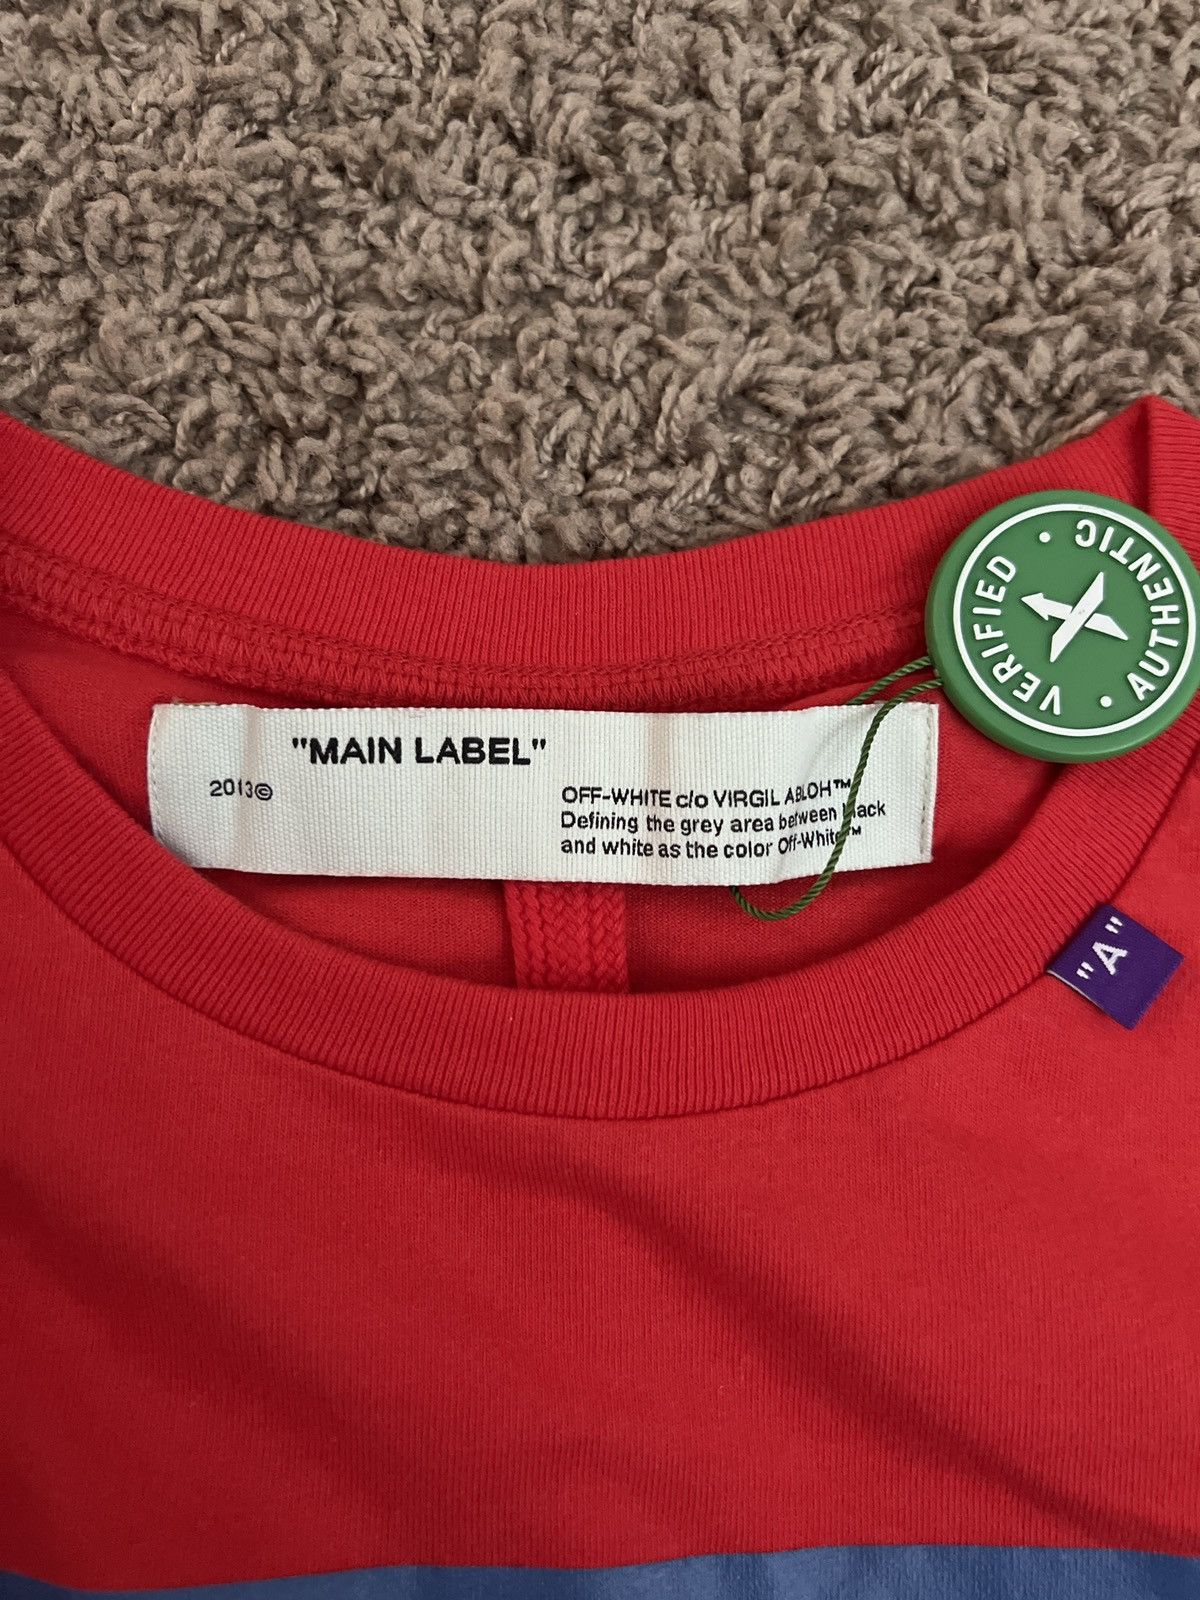 "MAIN LABEL"
2013©
OFF-WHITE c/o VIRGIL ABLOH™
Defining the grey area between black
and white as the color Off-White™
VERIFIED • AUTHENTIC •
"A"